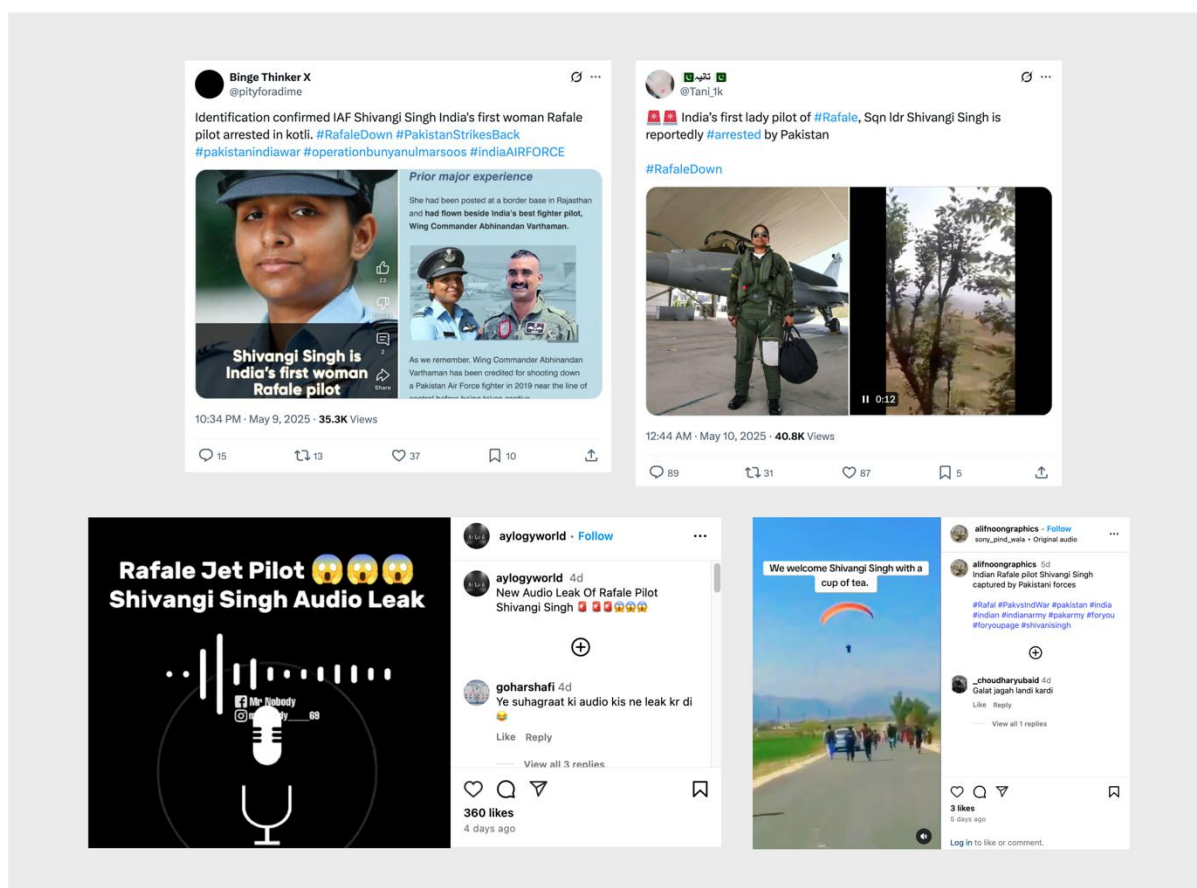 Binge Thinker X
@pityforadime
Identification confirmed IAF Shivangi Singh India's first woman Rafale
pilot arrested in kotli. #RafaleDown #PakistanStrikesBack
#pakistanindiawar #operationbunyanulmarsoos #indiaAIRFORCE
Shivangi Singh is
India's first woman
Rafale pilot
23
2
Share
Prior major experience
She had been posted at a border base in Rajasthan
and had flown beside India's best fighter pilot,
Wing Commander Abhinandan Varthaman.
As we remember, Wing Commander Abhinandan
Varthaman has been credited for shooting down
a Pakistan Air Force fighter in 2019 near the line of
control before being taken captive
10:34 PM · May 9, 2025 · 35.3K Views
15
13
37
10
🇵🇰 تانیہ 🇵🇰
@Tani_1k
🚨🚨 India's first lady pilot of #Rafale, Sqn ldr Shivangi Singh is
reportedly #arrested by Pakistan
#RafaleDown
0:12
12:44 AM · May 10, 2025 · 40.8K Views
89
31
87
5
Rafale Jet Pilot 😱😱😱
Shivangi Singh Audio Leak
Mr Nobody
69
aylogyworld · Follow
aylogyworld 4d
New Audio Leak Of Rafale Pilot
Shivangi Singh 🚨 🚨🚨😱😱😱
goharshafi 4d
Ye suhagraat ki audio kis ne leak kr di
😂
Like Reply
View all 3 replies
360 likes
4 days ago
We welcome Shivangi Singh with a
cup of tea.
alifnoongraphics · Follow
sony_pind_wala • Original audio
alifnoongraphics 5d
Indian Rafale pilot Shivangi Singh
captured by Pakistani forces
#Rafal #PakvsIndWar #pakistan #india
#indian #indianarmy #pakarmy #foryou
#foryoupage #shivanisingh
_choudharyubaid 4d
Galat jagah landi kardi
Like Reply
View all 1 replies
3 likes
5 days ago
Log in to like or comment.